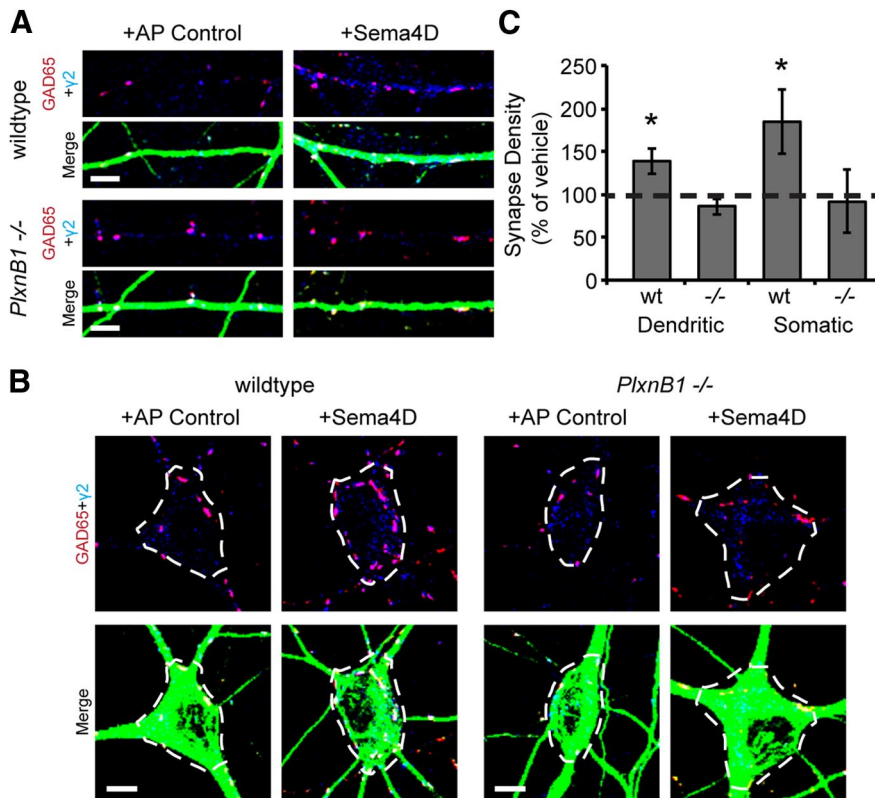 A
+AP Control
+Sema4D
wildtype
GAD65
+γ2
Merge
PlxnB1 -/-
GAD65
+γ2
Merge
C
Synapse Density
(% of vehicle)
250
200
150
100
50
0
*
*
wt
-/-
wt
-/-
Dendritic
Somatic
B
wildtype
PlxnB1 -/-
+AP Control
+Sema4D
+AP Control
+Sema4D
GAD65+γ2
Merge